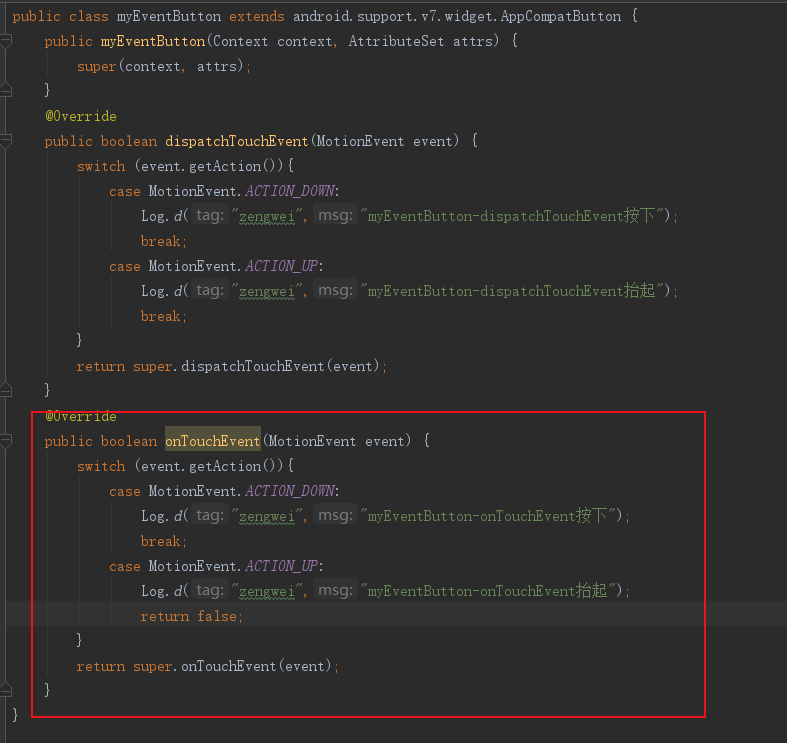 public class myEventButton extends android.support.v7.widget.AppCompatButton {
public myEventButton(Context context, AttributeSet attrs) {
super(context, attrs);
}
@Override
public boolean dispatchTouchEvent(MotionEvent event) {
switch (event.getAction()){
case MotionEvent.ACTION_DOWN:
Log.d( tag: "zengwei", msg: "myEventButton-dispatchTouchEvent按下");
break;
case MotionEvent.ACTION_UP:
Log.d( tag: "zengwei", msg: "myEventButton-dispatchTouchEvent抬起");
break;
}
return super.dispatchTouchEvent(event);
}
@Override
public boolean onTouchEvent(MotionEvent event) {
switch (event.getAction()){
case MotionEvent.ACTION_DOWN:
Log.d( tag: "zengwei", msg: "myEventButton-onTouchEvent按下");
break;
case MotionEvent.ACTION_UP:
Log.d( tag: "zengwei", msg: "myEventButton-onTouchEvent抬起");
return false;
}
return super.onTouchEvent(event);
}
}